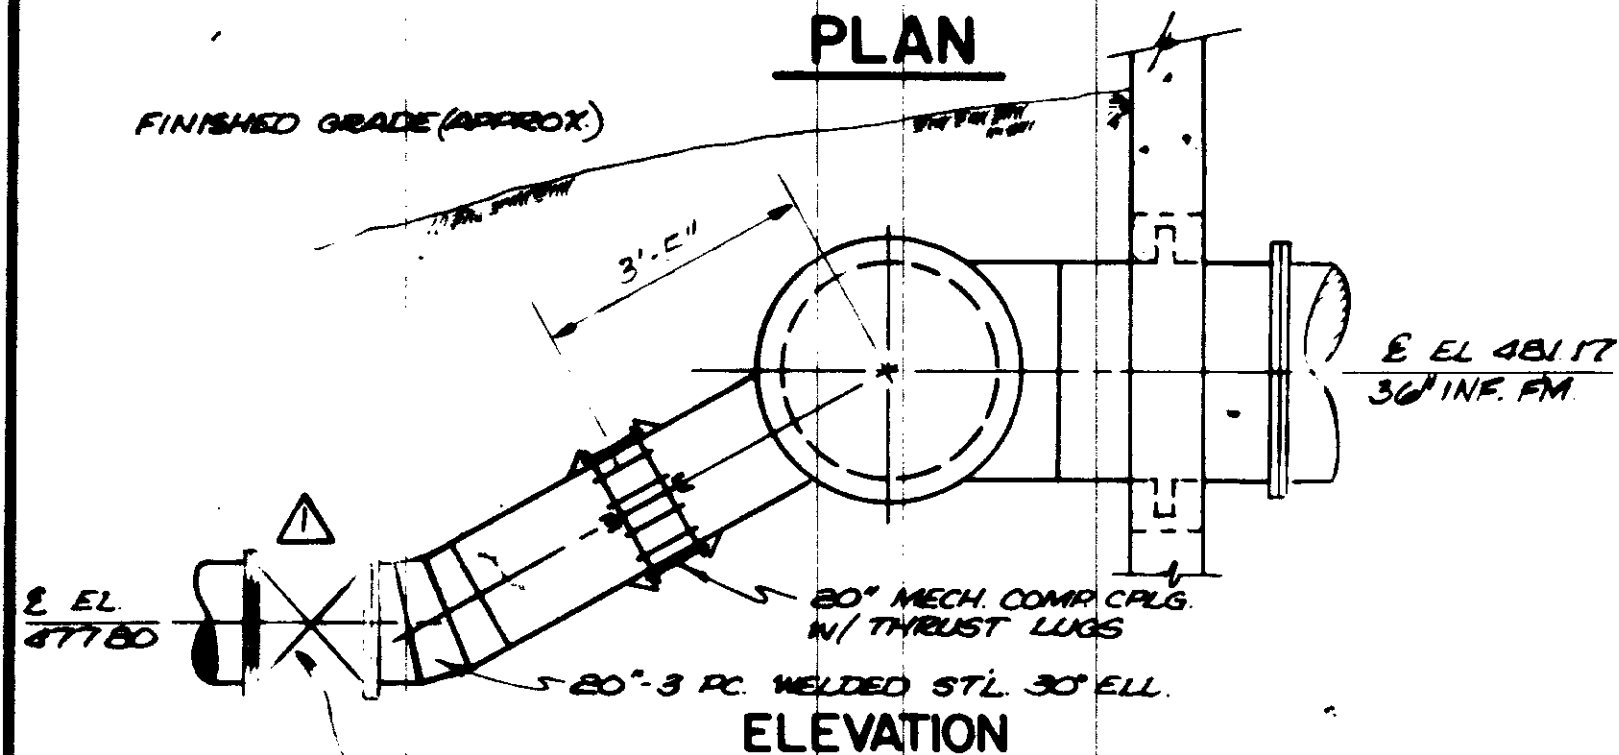 PLAN
FINISHED GRADE (APPROX.)
3'-5"
℄ EL 481.17
36" INF. FM.
1
℄ EL.
477.80
20" MECH. COMP. CPLG.
W/ THRUST LUGS
20"-3 PC. WELDED STL. 30° ELL.
ELEVATION